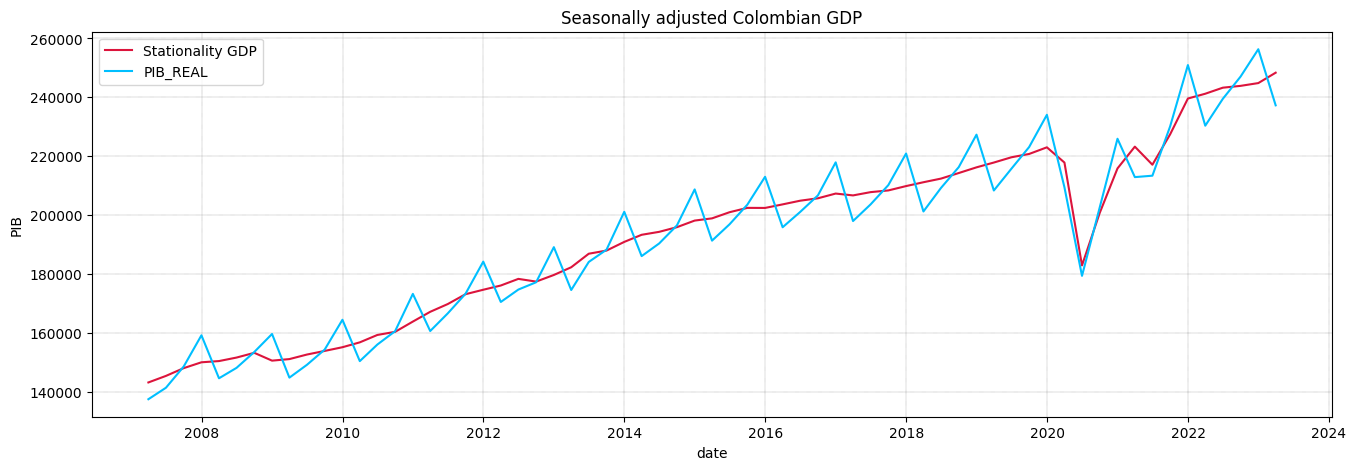 Seasonally adjusted Colombian GDP
Stationality GDP
PIB_REAL
260000
240000
220000
200000
180000
160000
140000
PIB
2008 2010 2012 2014 2016 2018 2020 2022 2024
date